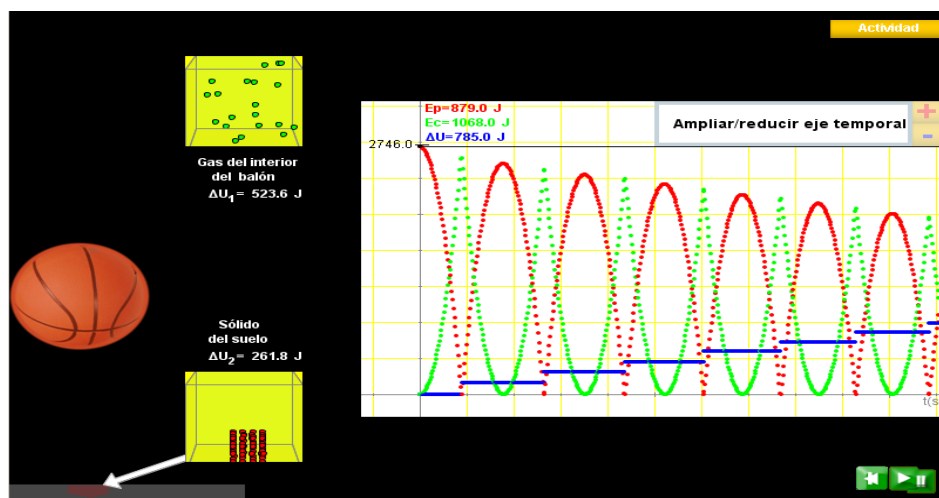 Actividad
Gas del interior
del balón
ΔU1= 523.6 J
Sólido
del suelo
ΔU2= 261.8 J
Ep=879.0 J
Ec=1068.0 J
ΔU=785.0 J
2746.0
Ampliar/reducir eje temporal
+
-
t(s